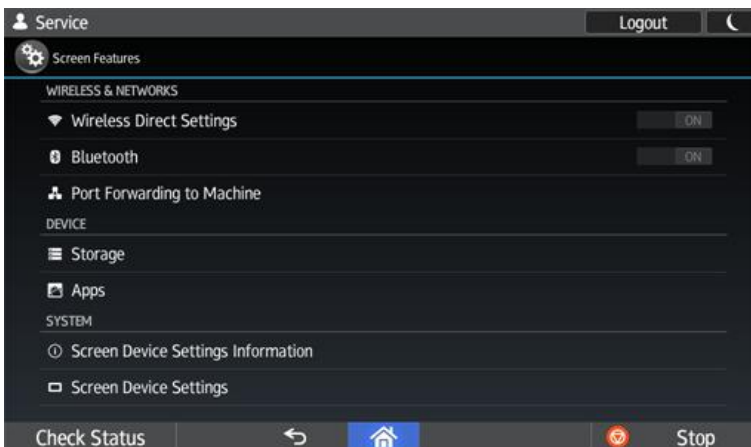 Service Logout
Screen Features
WIRELESS & NETWORKS
Wireless Direct Settings ON
Bluetooth ON
Port Forwarding to Machine
DEVICE
Storage
Apps
SYSTEM
Screen Device Settings Information
Screen Device Settings
Check Status Stop